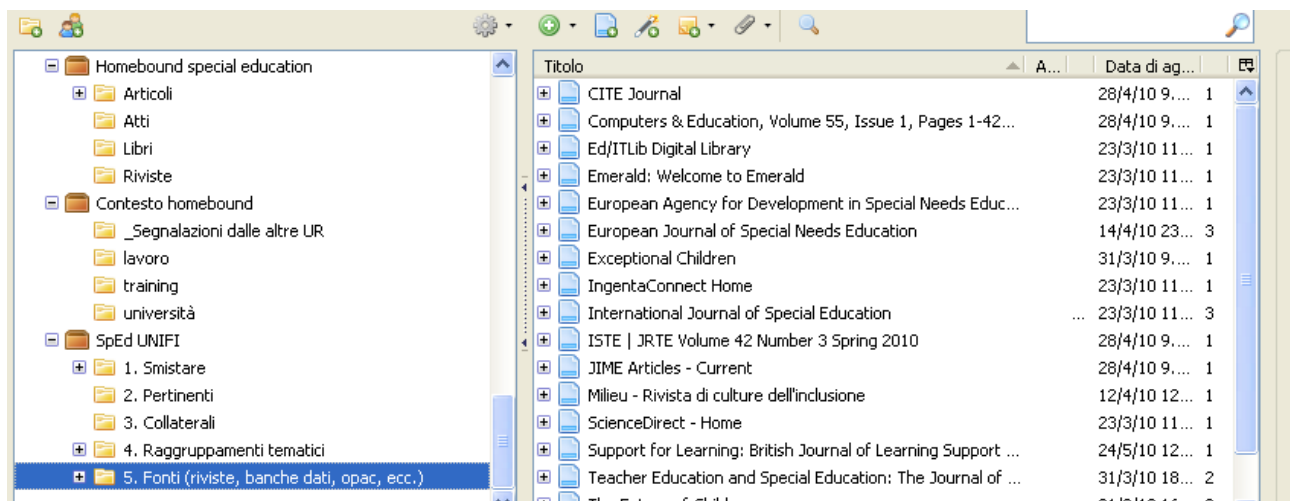 Homebound special education
Articoli
Atti
Libri
Riviste
Contesto homebound
_Segnalazioni dalle altre UR
lavoro
training
università
SpEd UNIFI
1. Smistare
2. Pertinenti
3. Collaterali
4. Raggruppamenti tematici
5. Fonti (riviste, banche dati, opac, ecc.)
Titolo A... Data di ag...
CITE Journal 28/4/10 9.... 1
Computers & Education, Volume 55, Issue 1, Pages 1-42... 28/4/10 9.... 1
Ed/ITLib Digital Library 23/3/10 11... 1
Emerald: Welcome to Emerald 23/3/10 11... 1
European Agency for Development in Special Needs Educ... 23/3/10 11... 1
European Journal of Special Needs Education 14/4/10 23... 3
Exceptional Children 31/3/10 9.... 1
IngentaConnect Home 23/3/10 11... 1
International Journal of Special Education ... 23/3/10 11... 3
ISTE | JRTE Volume 42 Number 3 Spring 2010 28/4/10 9.... 1
JIME Articles - Current 28/4/10 9.... 1
Milieu - Rivista di culture dell'inclusione 12/4/10 12... 1
ScienceDirect - Home 23/3/10 11... 1
Support for Learning: British Journal of Learning Support ... 24/5/10 12... 1
Teacher Education and Special Education: The Journal of ... 31/3/10 18... 2